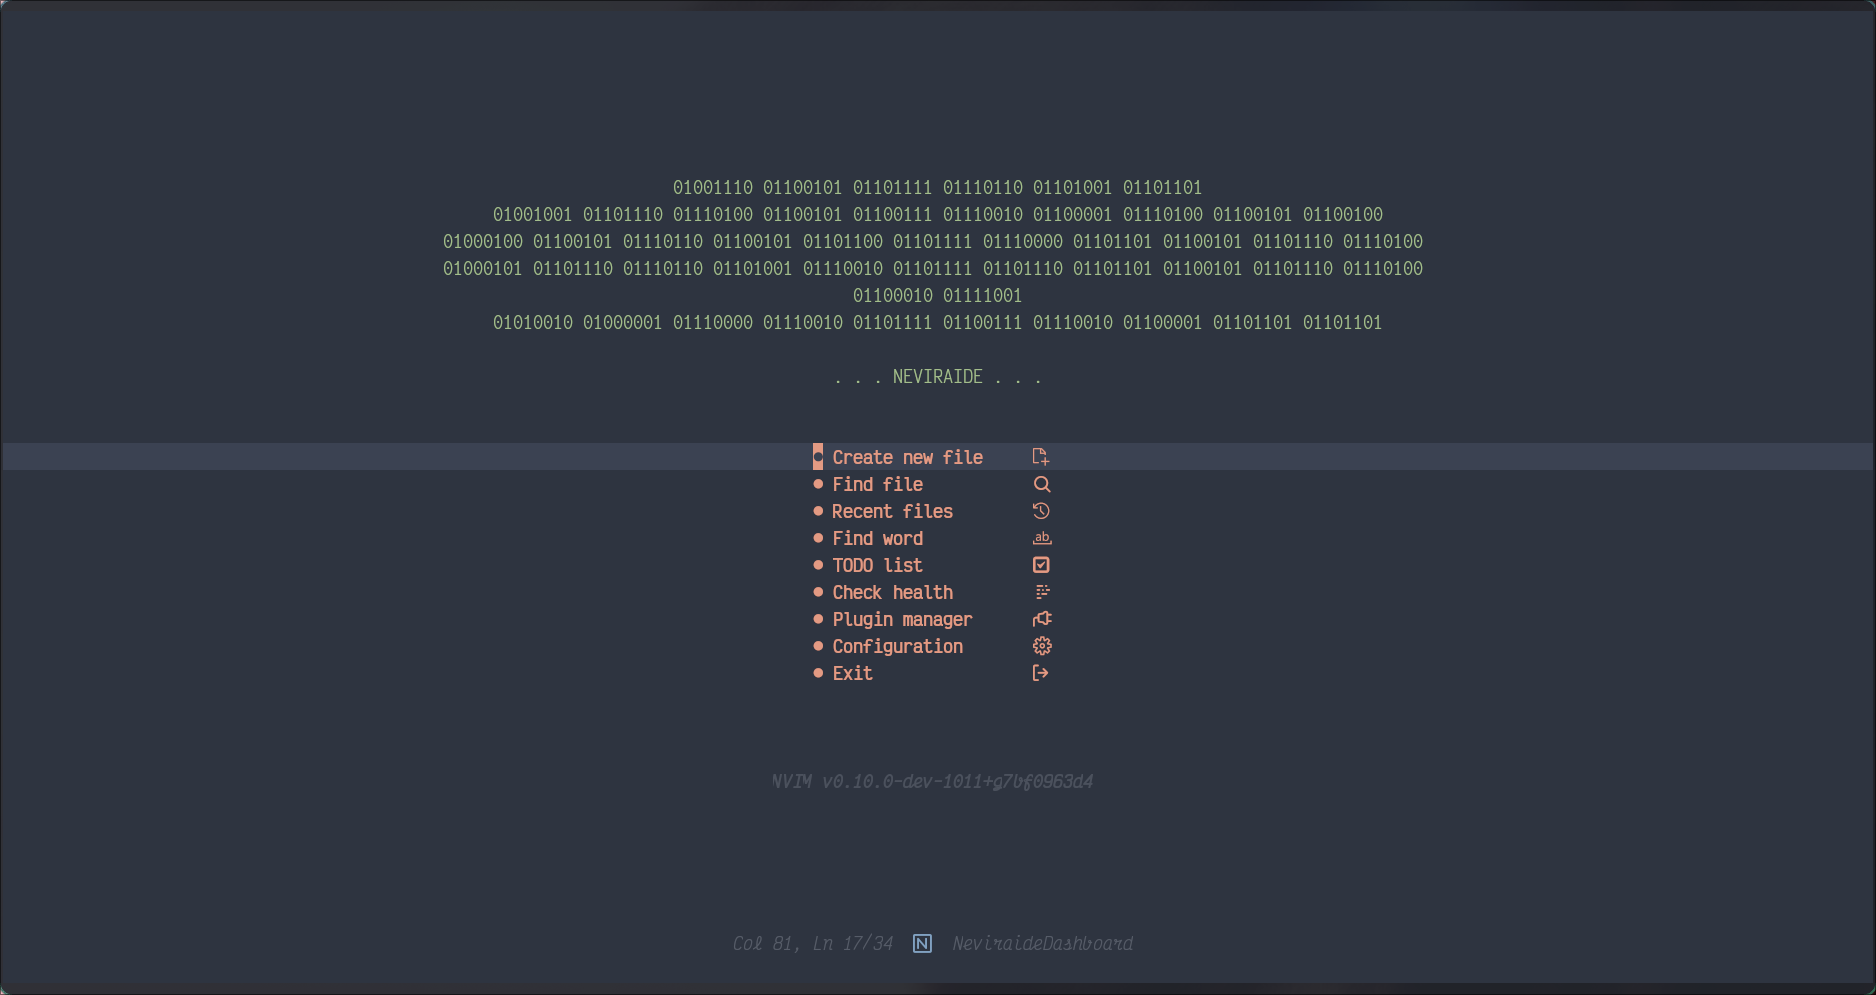 01001110 01100101 01101111 01110110 01101001 01101101
01001001 01101110 01110100 01100101 01100111 01110010 01100001 01110100 01100101 01100100
01000100 01100101 01110110 01100101 01101100 01101111 01110000 01101101 01100101 01101110 01110100
01000101 01101110 01110110 01101001 01110010 01101111 01101110 01101101 01100101 01101110 01110100
01100010 01111001
01010010 01000001 01110000 01110010 01101111 01100111 01110010 01100001 01101101 01101101
. . . NEVIRAIDE . . .
● Create new file
● Find file
● Recent files
● Find word ab
● TODO list
● Check health
● Plugin manager
● Configuration
● Exit
NVIM v0.10.0-dev-1011+g7bf0963d4
Col 81, Ln 17/34 N NeviraideDashboard